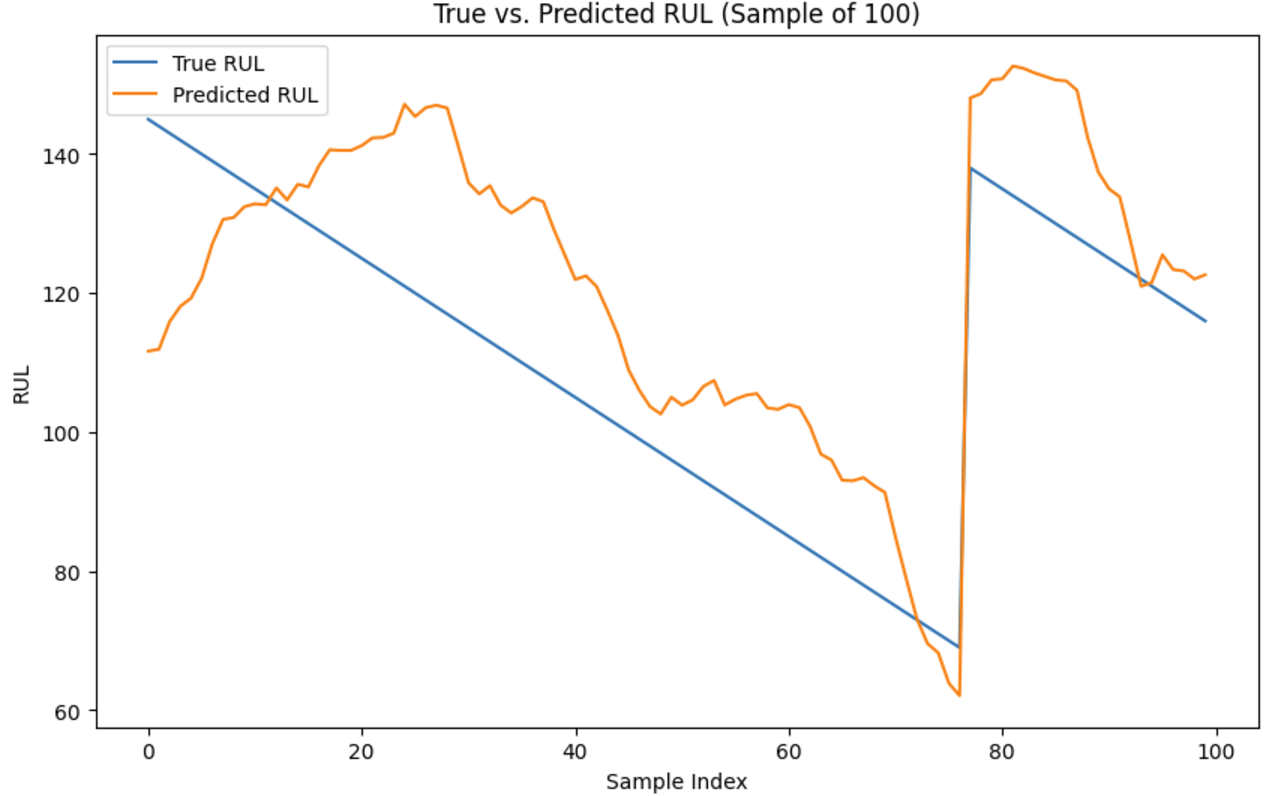 True vs. Predicted RUL (Sample of 100)
True RUL
Predicted RUL
140
120
100
80
60
RUL
0 20 40 60 80 100
Sample Index